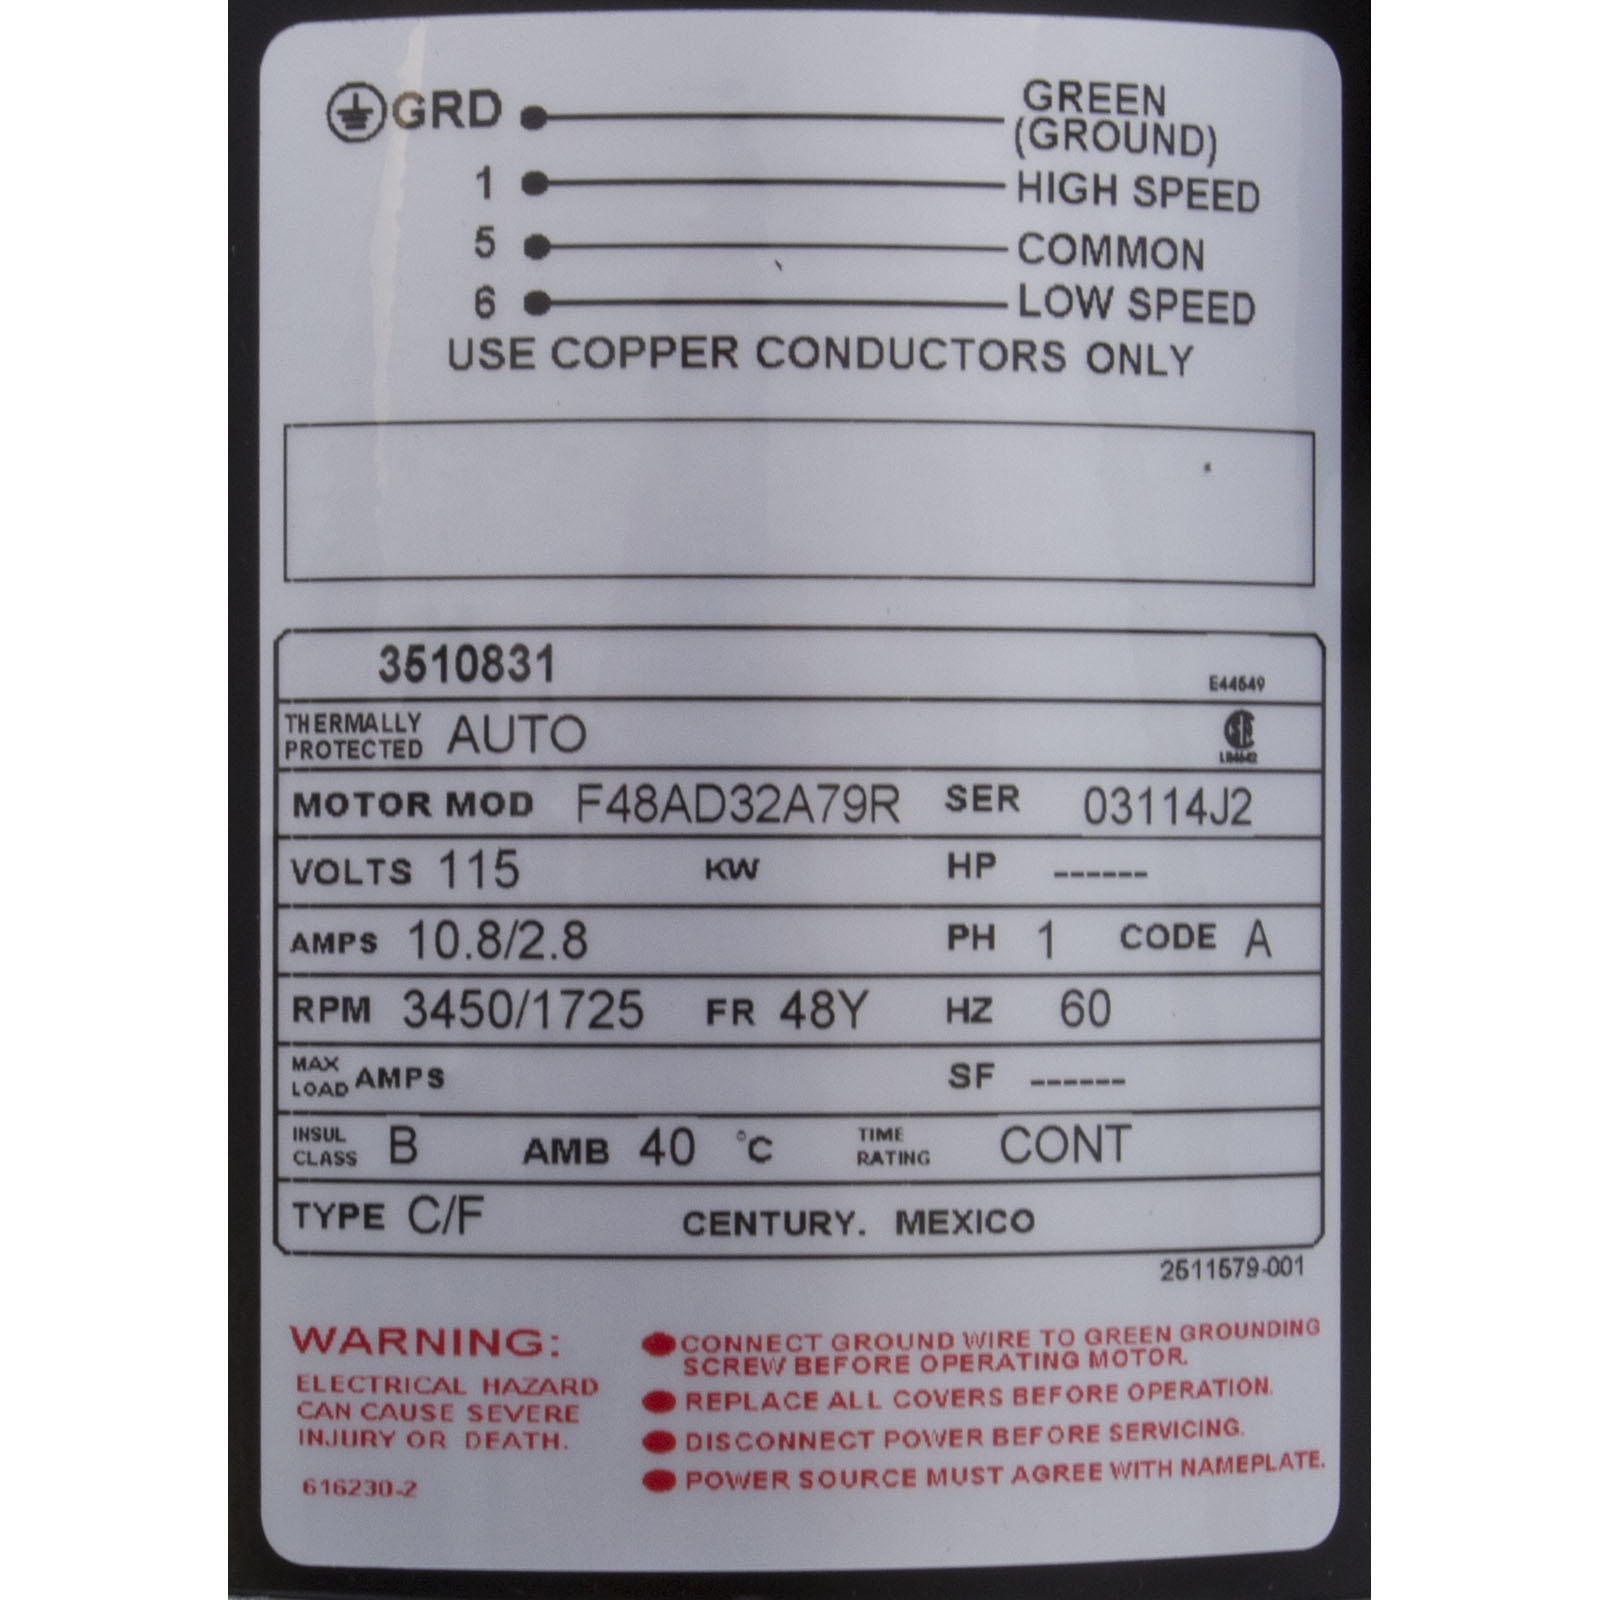 GRD GREEN
(GROUND)
1 HIGH SPEED
5 COMMON
6 LOW SPEED
USE COPPER CONDUCTORS ONLY
3510831
E44549
THERMALLY PROTECTED AUTO
MOTOR MOD F48AD32A79R SER 03114J2
VOLTS 115 KW HP ------
AMPS 10.8/2.8 PH 1 CODE A
RPM 3450/1725 FR 48Y HZ 60
MAX LOAD AMPS SF ------
INSUL CLASS B AMB 40 °C TIME RATING CONT
TYPE C/F CENTURY. MEXICO
2511579-001
WARNING:
ELECTRICAL HAZARD
CAN CAUSE SEVERE
INJURY OR DEATH.
616230-2
CONNECT GROUND WIRE TO GREEN GROUNDING
SCREW BEFORE OPERATING MOTOR.
REPLACE ALL COVERS BEFORE OPERATION.
DISCONNECT POWER BEFORE SERVICING.
POWER SOURCE MUST AGREE WITH NAMEPLATE.